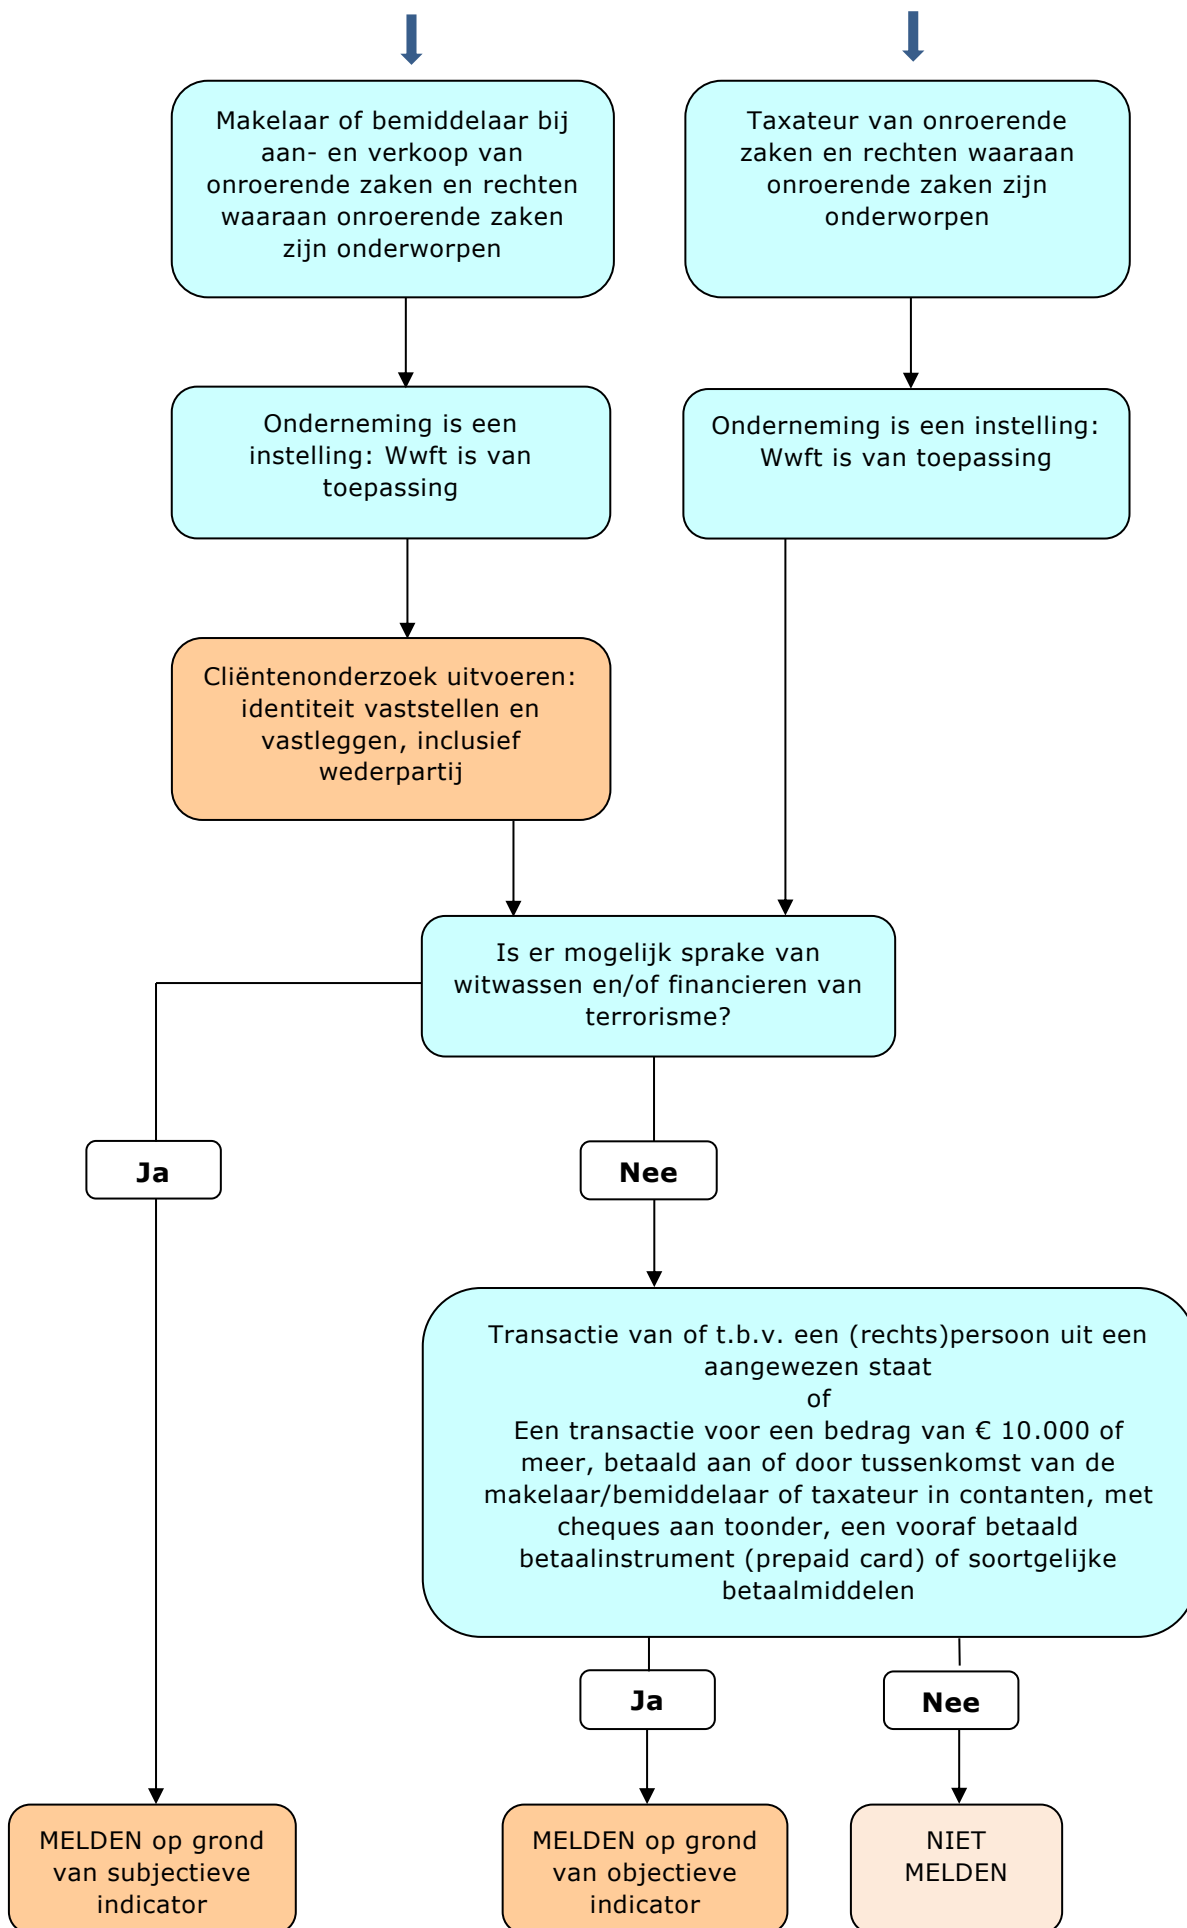 Makelaar of bemiddelaar bij
aan- en verkoop van
onroerende zaken en rechten
waaraan onroerende zaken
zijn onderworpen
Taxateur van onroerende
zaken en rechten waaraan
onroerende zaken zijn
onderworpen
Onderneming is een
instelling: Wwft is van
toepassing
Onderneming is een instelling:
Wwft is van toepassing
Cliëntenonderzoek uitvoeren:
identiteit vaststellen en
vastleggen, inclusief
wederpartij
Is er mogelijk sprake van
witwassen en/of financieren van
terrorisme?
Ja
Nee
Transactie van of t.b.v. een (rechts)persoon uit een
aangewezen staat
of
Een transactie voor een bedrag van € 10.000 of
meer, betaald aan of door tussenkomst van de
makelaar/bemiddelaar of taxateur in contanten, met
cheques aan toonder, een vooraf betaald
betaalinstrument (prepaid card) of soortgelijke
betaalmiddelen
Ja
Nee
MELDEN op grond
van subjectieve
indicator
MELDEN op grond
van objectieve
indicator
NIET
MELDEN